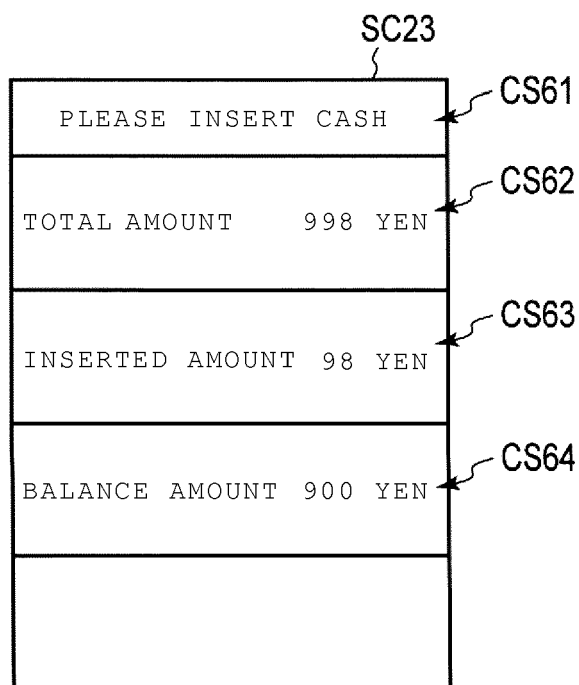 SC23
PLEASE INSERT CASH
CS61
TOTAL AMOUNT 998 YEN
CS62
INSERTED AMOUNT 98 YEN
CS63
BALANCE AMOUNT 900 YEN
CS64